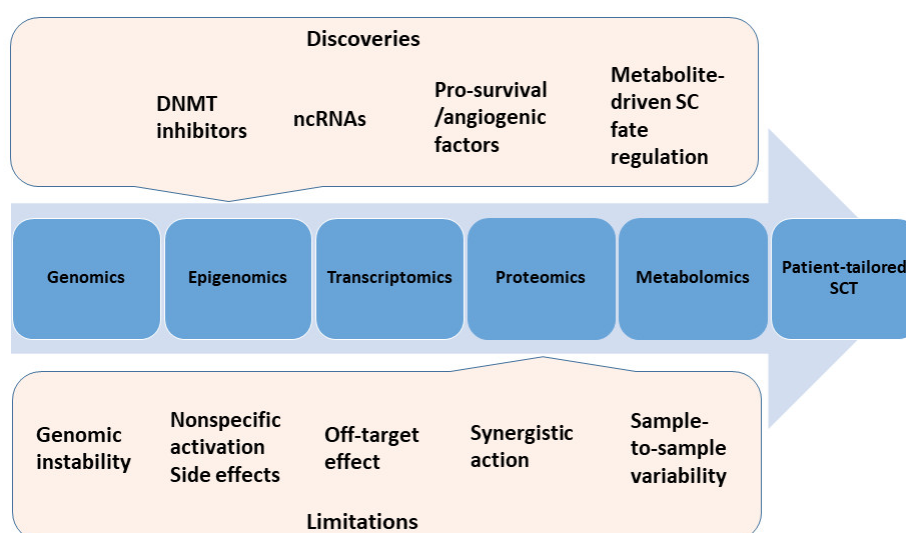 Discoveries
DNMT
inhibitors
ncRNAs
Pro-survival
/angiogenic
factors
Metabolite-
driven SC
fate
regulation
Genomics
Epigenomics
Transcriptomics
Proteomics
Metabolomics
Patient-tailored
SCT
Genomic
instability
Nonspecific
activation
Side effects
Off-target
effect
Synergistic
action
Sample-
to-sample
variability
Limitations